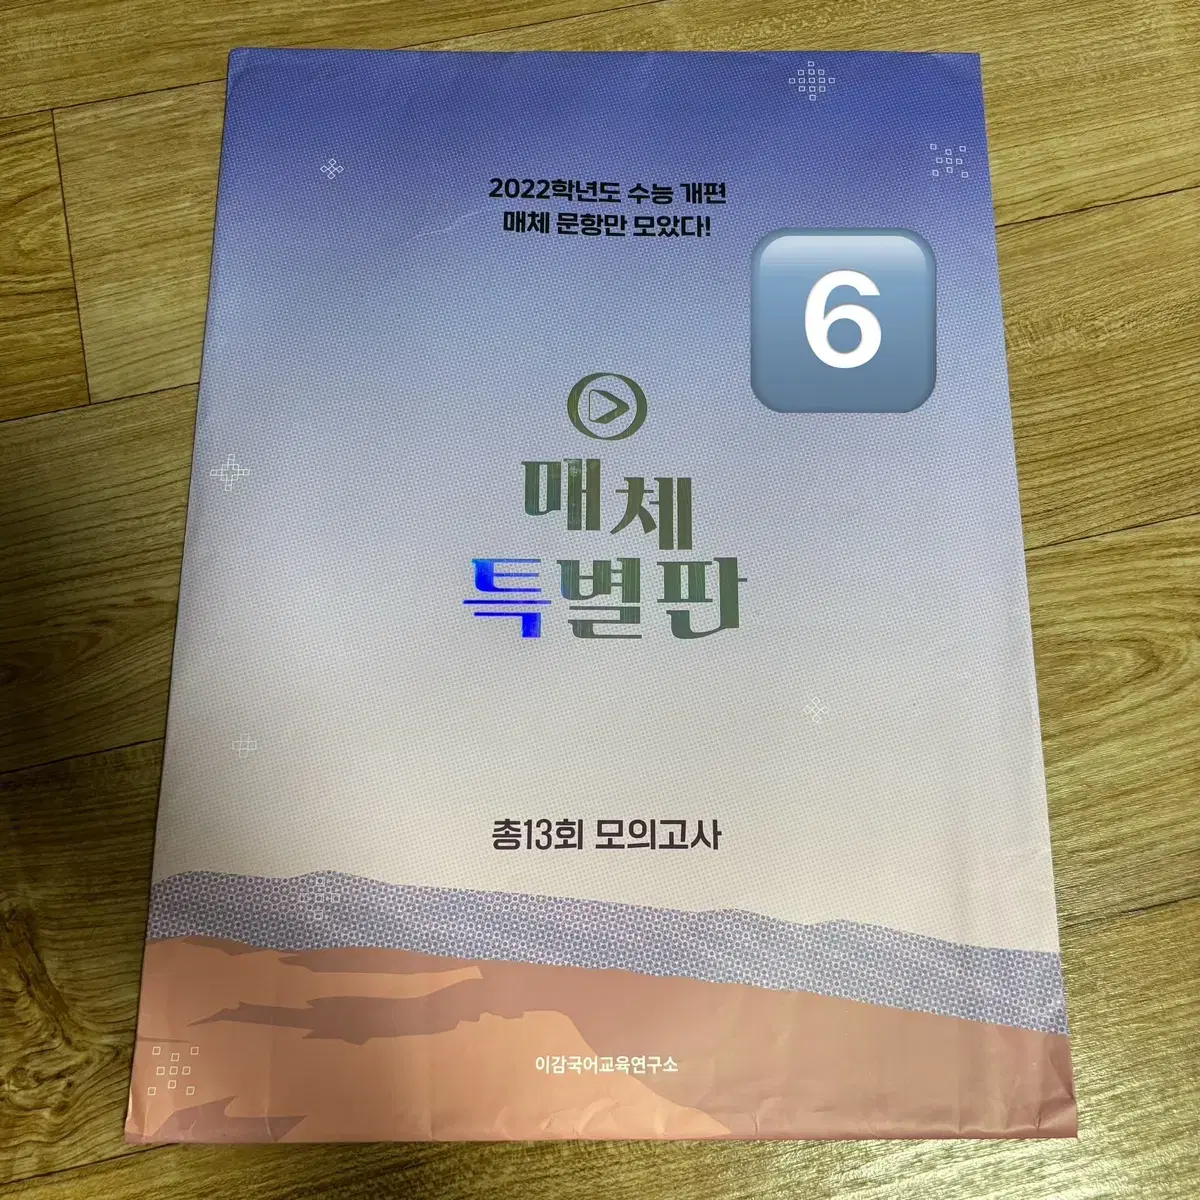 2022학년도 수능 개편
매체 문항만 모았다!
6
매체
특별판
총13회 모의고사
이감국어교육연구소